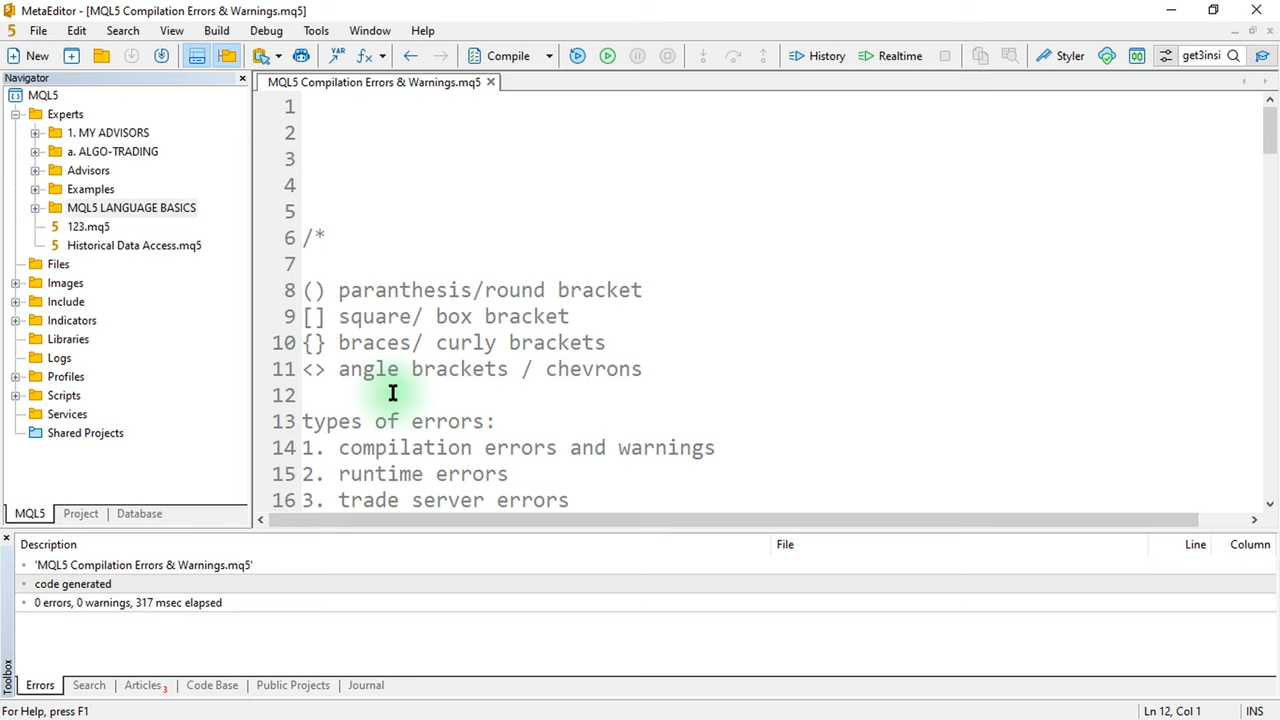 MetaEditor - [MQL5 Compilation Errors & Warnings.mq5]
5 File Edit Search View Build Debug Tools Window Help
New Compile History Realtime Styler get3insi
Navigator
MQL5
Experts
1. MY ADVISORS
a. ALGO-TRADING
Advisors
Examples
MQL5 LANGUAGE BASICS
5 123.mq5
5 Historical Data Access.mq5
Files
Images
Include
Indicators
Libraries
Logs
Profiles
Scripts
Services
Shared Projects
MQL5 Project Database
MQL5 Compilation Errors & Warnings.mq5
1
2
3
4
5
6 /*
7
8 () paranthesis/round bracket
9 [] square/ box bracket
10 {} braces/ curly brackets
11 <> angle brackets / chevrons
12
13 types of errors:
14 1. compilation errors and warnings
15 2. runtime errors
16 3. trade server errors
Description File Line Column
'MQL5 Compilation Errors & Warnings.mq5'
code generated
0 errors, 0 warnings, 317 msec elapsed
Toolbox
Errors Search Articles 3 Code Base Public Projects Journal
For Help, press F1 Ln 12, Col 1 INS